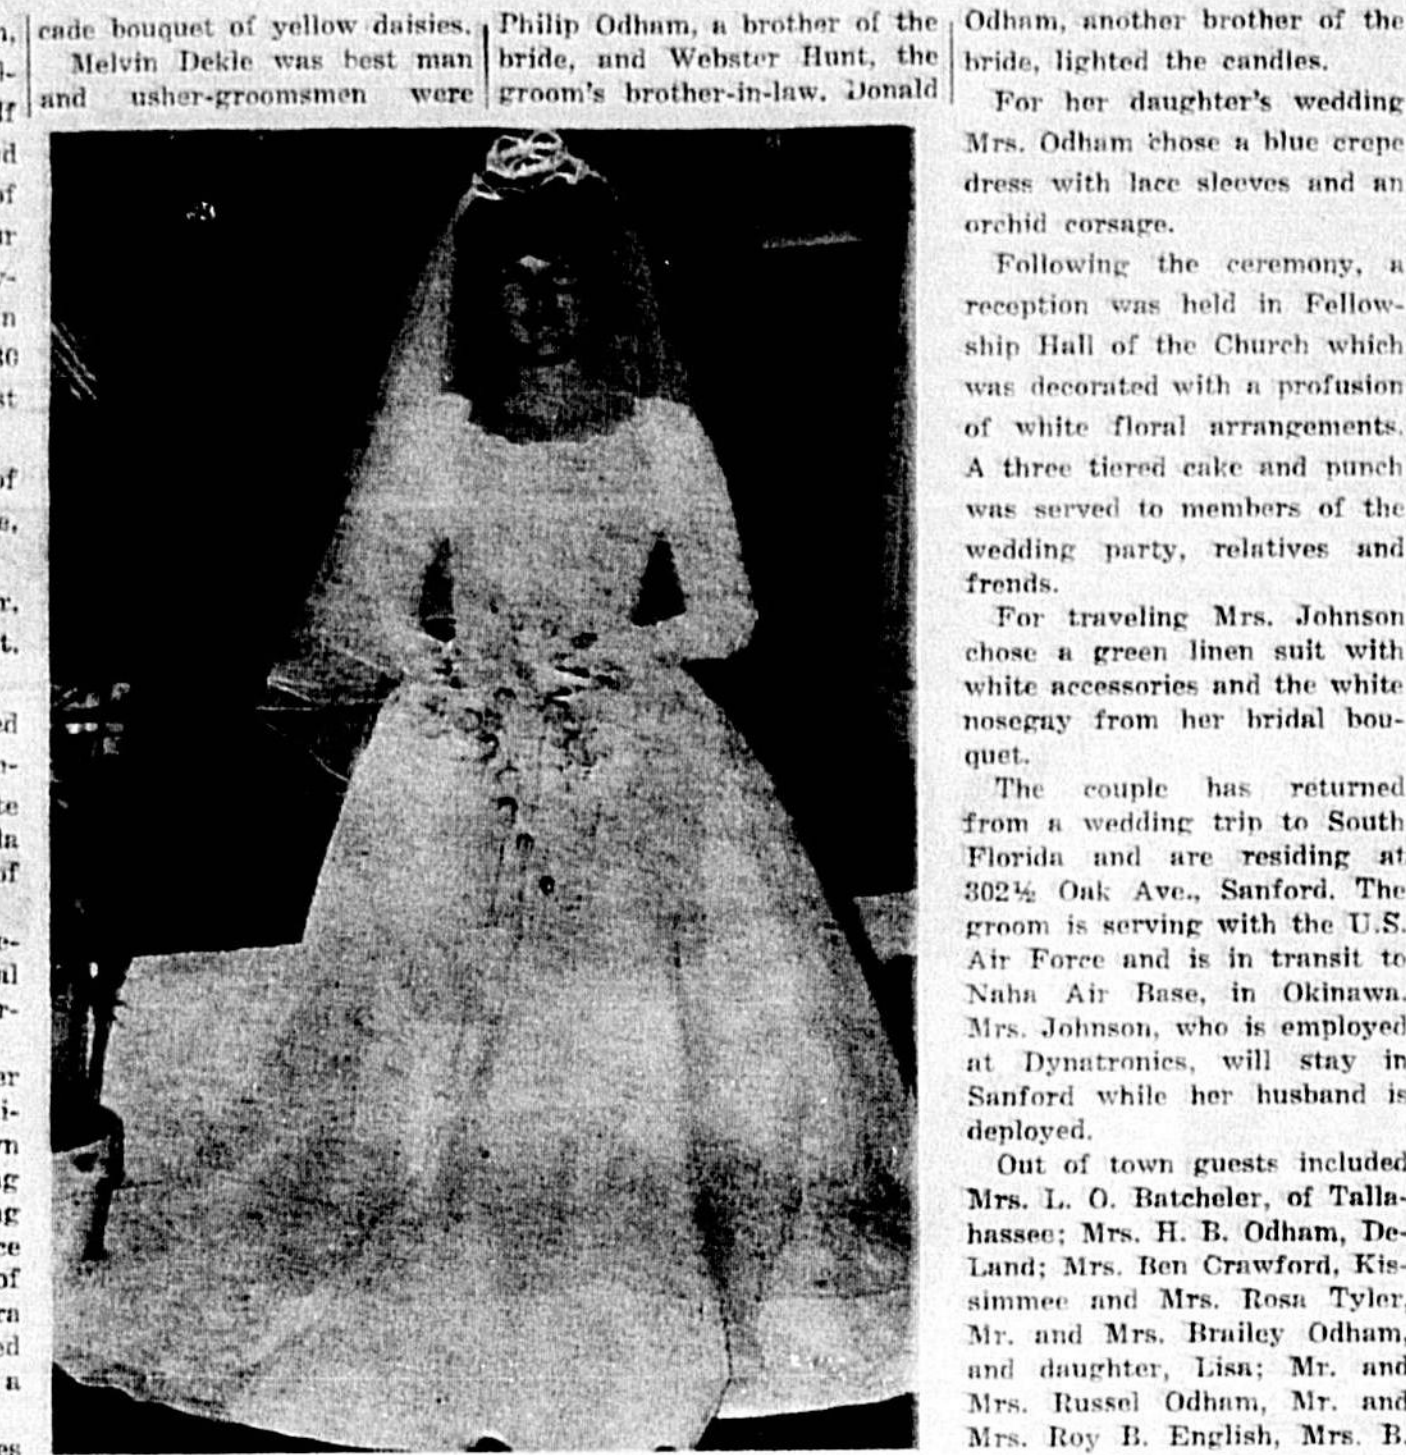 cade bouquet of yellow daisies.
Melvin Dekle was best man
and usher-groomsmen were
Philip Odham, a brother of the
bride, and Webster Hunt, the
groom's brother-in-law. Donald
Odham, another brother of the
bride, lighted the candles.
For her daughter's wedding
Mrs. Odham chose a blue crepe
dress with lace sleeves and an
orchid corsage.
Following the ceremony, a
reception was held in Fellow-
ship Hall of the Church which
was decorated with a profusion
of white floral arrangements.
A three tiered cake and punch
was served to members of the
wedding party, relatives and
frends.
For traveling Mrs. Johnson
chose a green linen suit with
white accessories and the white
nosegay from her bridal bou-
quet.
The couple has returned
from a wedding trip to South
Florida and are residing at
302½ Oak Ave., Sanford. The
groom is serving with the U.S.
Air Force and is in transit to
Naha Air Base, in Okinawa.
Mrs. Johnson, who is employed
at Dynatronics, will stay in
Sanford while her husband is
deployed.
Out of town guests included
Mrs. L. O. Batcheler, of Talla-
hassee; Mrs. H. B. Odham, De-
Land; Mrs. Ben Crawford, Kis-
simmee and Mrs. Rosa Tyler,
Mr. and Mrs. Brailey Odham,
and daughter, Lisa; Mr. and
Mrs. Russel Odham, Mr. and
Mrs. Roy B. English, Mrs. B.